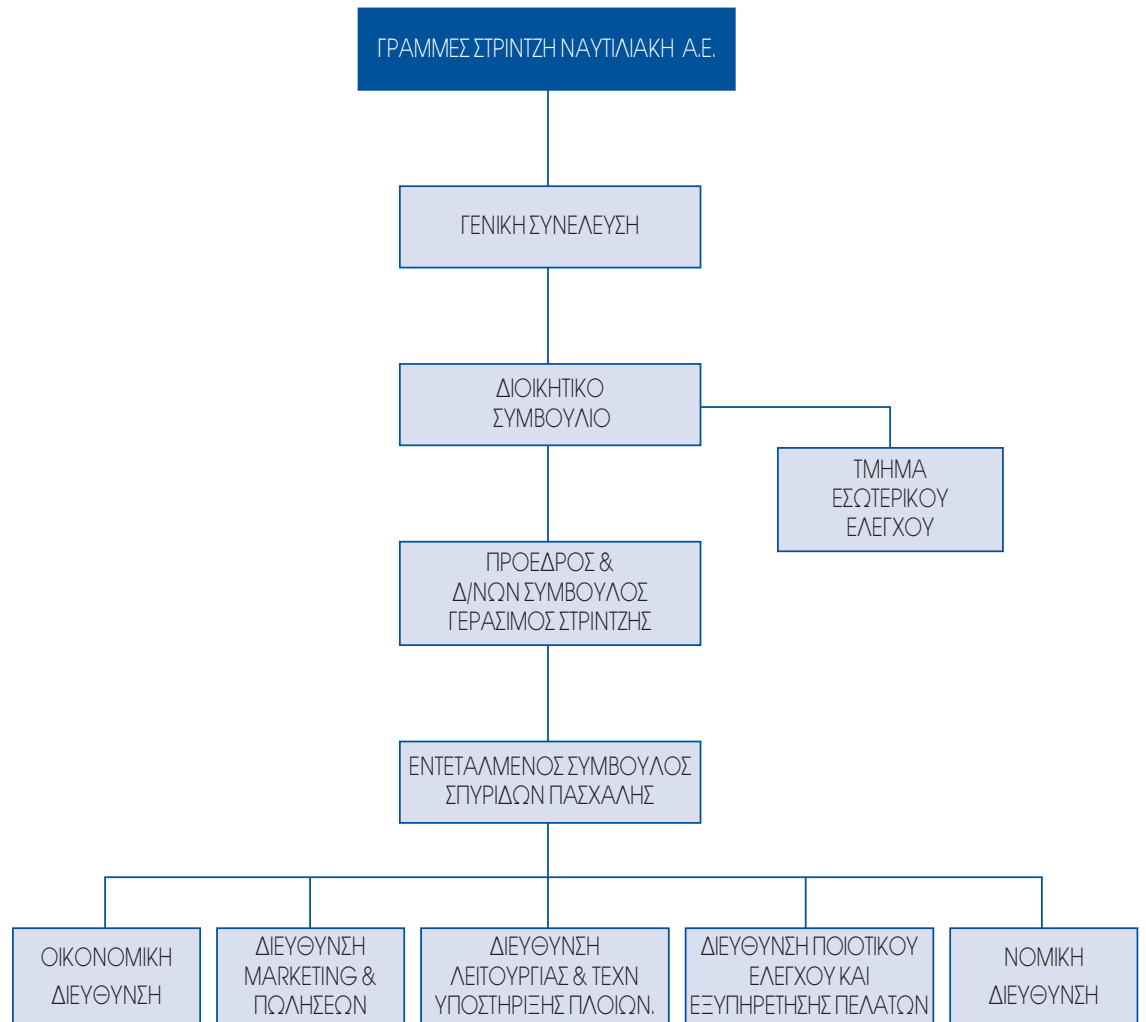 ΓΡΑΜΜΕΣ ΣΤΡΙΝΤΖΗ ΝΑΥΤΙΛΙΑΚΗ Α.Ε.
ΓΕΝΙΚΗ ΣΥΝΕΛΕΥΣΗ
ΔΙΟΙΚΗΤΙΚΟ
ΣΥΜΒΟΥΛΙΟ
ΤΜΗΜΑ
ΕΣΩΤΕΡΙΚΟΥ
ΕΛΕΓΧΟΥ
ΠΡΟΕΔΡΟΣ &
Δ/ΝΩΝ ΣΥΜΒΟΥΛΟΣ
ΓΕΡΑΣΙΜΟΣ ΣΤΡΙΝΤΖΗΣ
ΕΝΤΕΤΑΛΜΕΝΟΣ ΣΥΜΒΟΥΛΟΣ
ΣΠΥΡΙΔΩΝ ΠΑΣΧΑΛΗΣ
ΟΙΚΟΝΟΜΙΚΗ
ΔΙΕΥΘΥΝΣΗ
ΔΙΕΥΘΥΝΣΗ
MARKETING &
ΠΩΛΗΣΕΩΝ
ΔΙΕΥΘΥΝΣΗ
ΛΕΙΤΟΥΡΓΙΑΣ & ΤΕΧΝ
ΥΠΟΣΤΗΡΙΞΗΣ ΠΛΟΙΩΝ.
ΔΙΕΥΘΥΝΣΗ ΠΟΙΟΤΙΚΟΥ
ΕΛΕΓΧΟΥ ΚΑΙ
ΕΞΥΠΗΡΕΤΗΣΗΣ ΠΕΛΑΤΩΝ
ΝΟΜΙΚΗ
ΔΙΕΥΘΥΝΣΗ